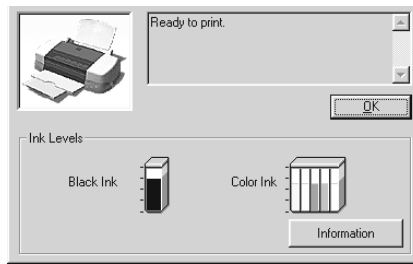 Ready to print.
OK
Ink Levels
Black Ink
Color Ink
Information